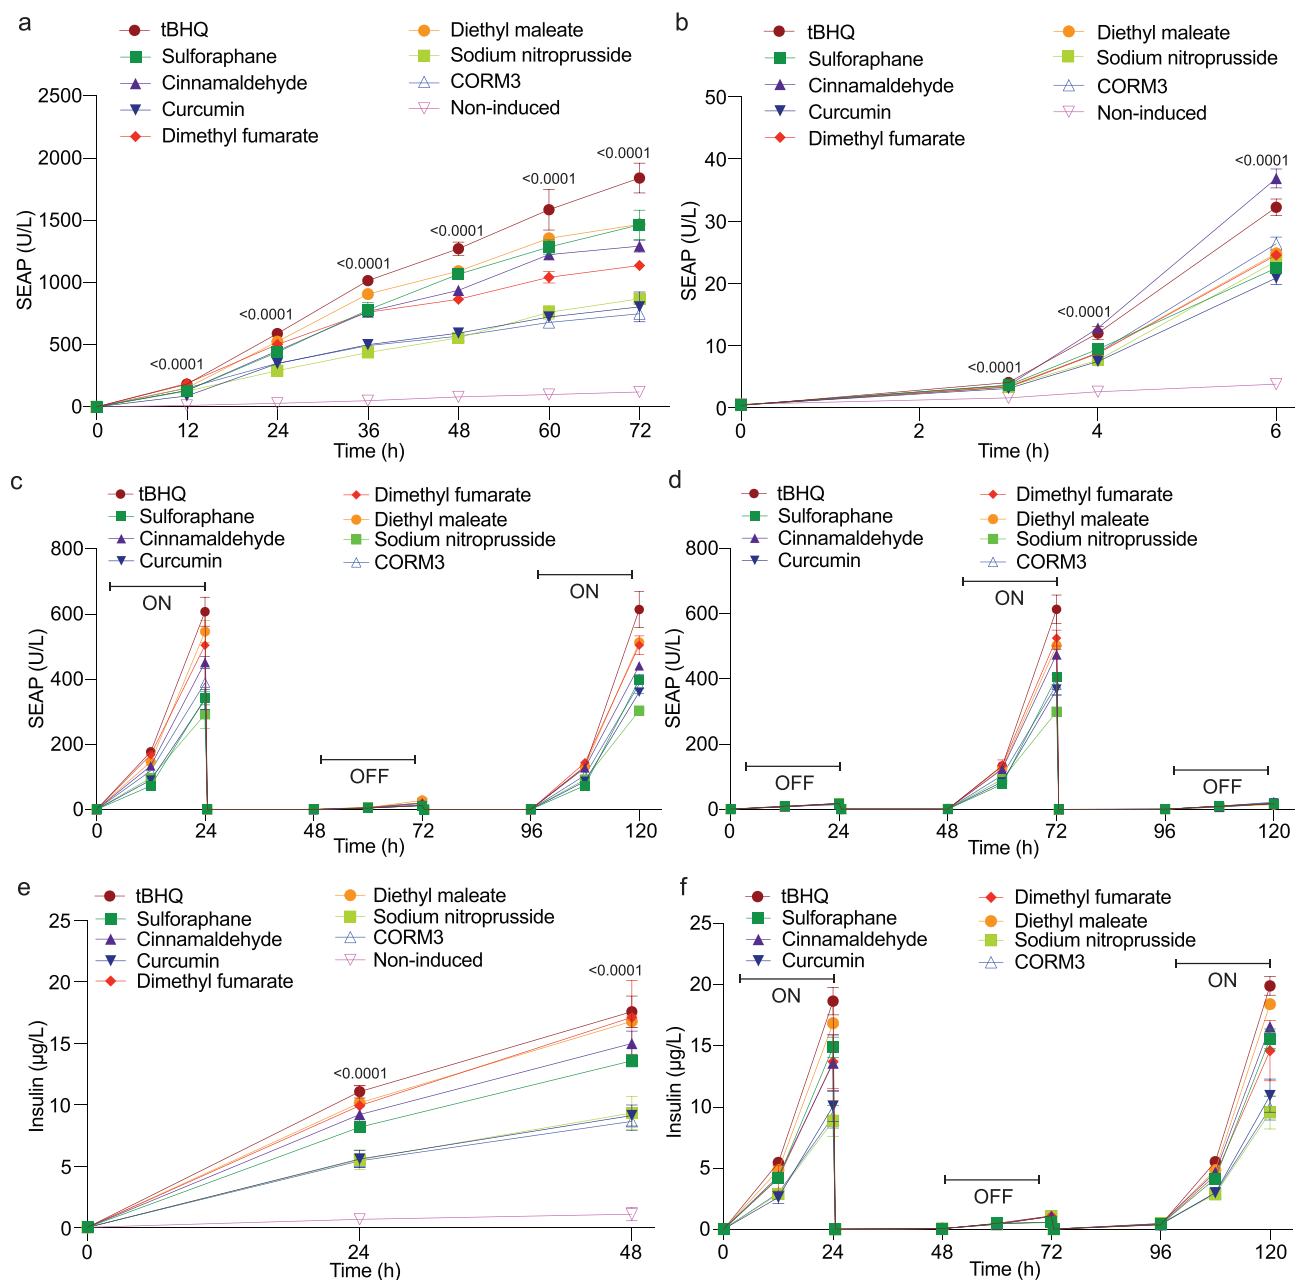 a
tBHQ
Sulforaphane
Cinnamaldehyde
Curcumin
Dimethyl fumarate
Diethyl maleate
Sodium nitroprusside
CORM3
Non-induced
2500
2000
1500
1000
500
0
SEAP (U/L)
<0.0001
<0.0001
<0.0001
<0.0001
<0.0001
<0.0001
0 12 24 36 48 60 72
Time (h)
b
tBHQ
Sulforaphane
Cinnamaldehyde
Curcumin
Dimethyl fumarate
Diethyl maleate
Sodium nitroprusside
CORM3
Non-induced
50
40
30
20
10
0
SEAP (U/L)
<0.0001
<0.0001
<0.0001
0 2 4 6
Time (h)
c
tBHQ
Sulforaphane
Cinnamaldehyde
Curcumin
Dimethyl fumarate
Diethyl maleate
Sodium nitroprusside
CORM3
800
600
400
200
0
SEAP (U/L)
ON
OFF
ON
0 24 48 72 96 120
Time (h)
d
tBHQ
Sulforaphane
Cinnamaldehyde
Curcumin
Dimethyl fumarate
Diethyl maleate
Sodium nitroprusside
CORM3
800
600
400
200
0
SEAP (U/L)
OFF
ON
OFF
0 24 48 72 96 120
Time (h)
e
tBHQ
Sulforaphane
Cinnamaldehyde
Curcumin
Dimethyl fumarate
Diethyl maleate
Sodium nitroprusside
CORM3
Non-induced
25
20
15
10
5
0
Insulin (µg/L)
<0.0001
<0.0001
0 24 48
Time (h)
f
tBHQ
Sulforaphane
Cinnamaldehyde
Curcumin
Dimethyl fumarate
Diethyl maleate
Sodium nitroprusside
CORM3
25
20
15
10
5
0
Insulin (µg/L)
ON
OFF
ON
0 24 48 72 96 120
Time (h)